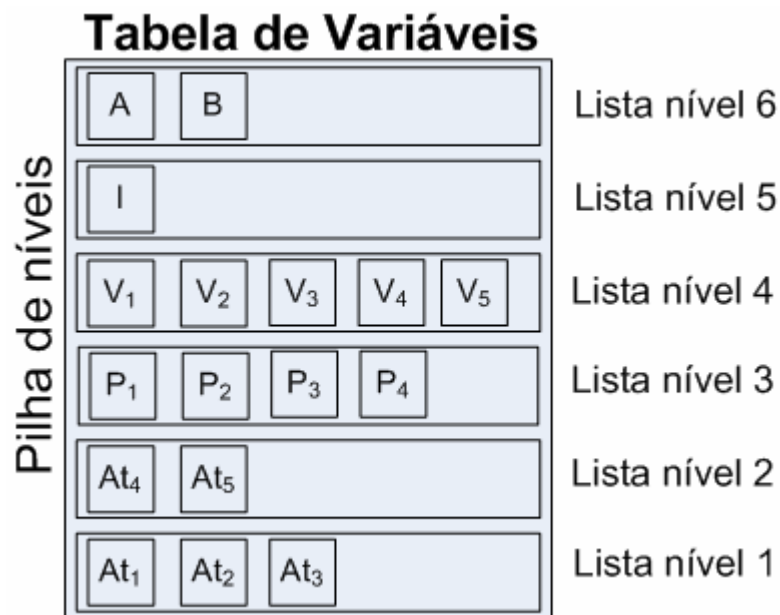 Tabela de Variáveis
Pilha de níveis
A B Lista nível 6
I Lista nível 5
V₁ V₂ V₃ V₄ V₅ Lista nível 4
P₁ P₂ P₃ P₄ Lista nível 3
At₄ At₅ Lista nível 2
At₁ At₂ At₃ Lista nível 1